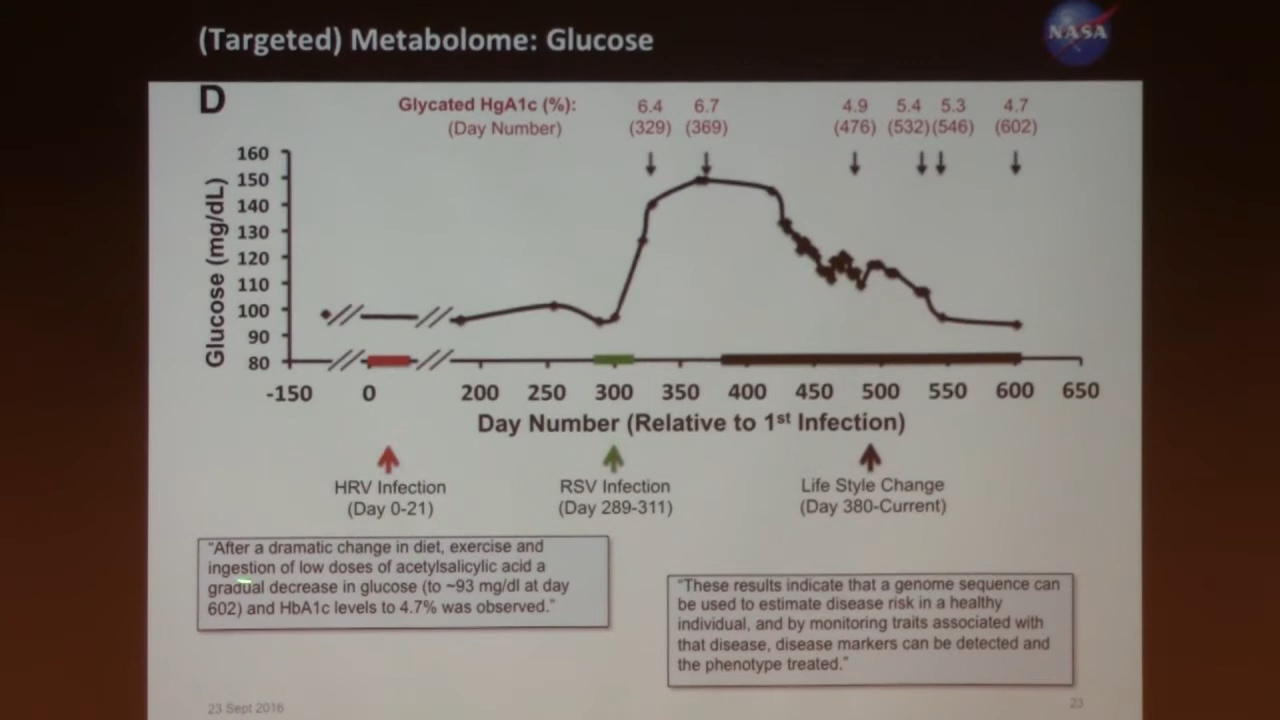 (Targeted) Metabolome: Glucose
NASA
D
Glycated HgA1c (%): 6.4 6.7 4.9 5.4 5.3 4.7
(Day Number) (329) (369) (476) (532) (546) (602)
Glucose (mg/dL)
160
150
140
130
120
110
100
90
80
-150 0 200 250 300 350 400 450 500 550 600 650
Day Number (Relative to 1st Infection)
HRV Infection
(Day 0-21)
RSV Infection
(Day 289-311)
Life Style Change
(Day 380-Current)
"After a dramatic change in diet, exercise and
ingestion of low doses of acetylsalicylic acid a
gradual decrease in glucose (to ~93 mg/dl at day
602) and HbA1c levels to 4.7% was observed."
"These results indicate that a genome sequence can
be used to estimate disease risk in a healthy
individual, and by monitoring traits associated with
that disease, disease markers can be detected and
the phenotype treated."
23 Sept 2016
23